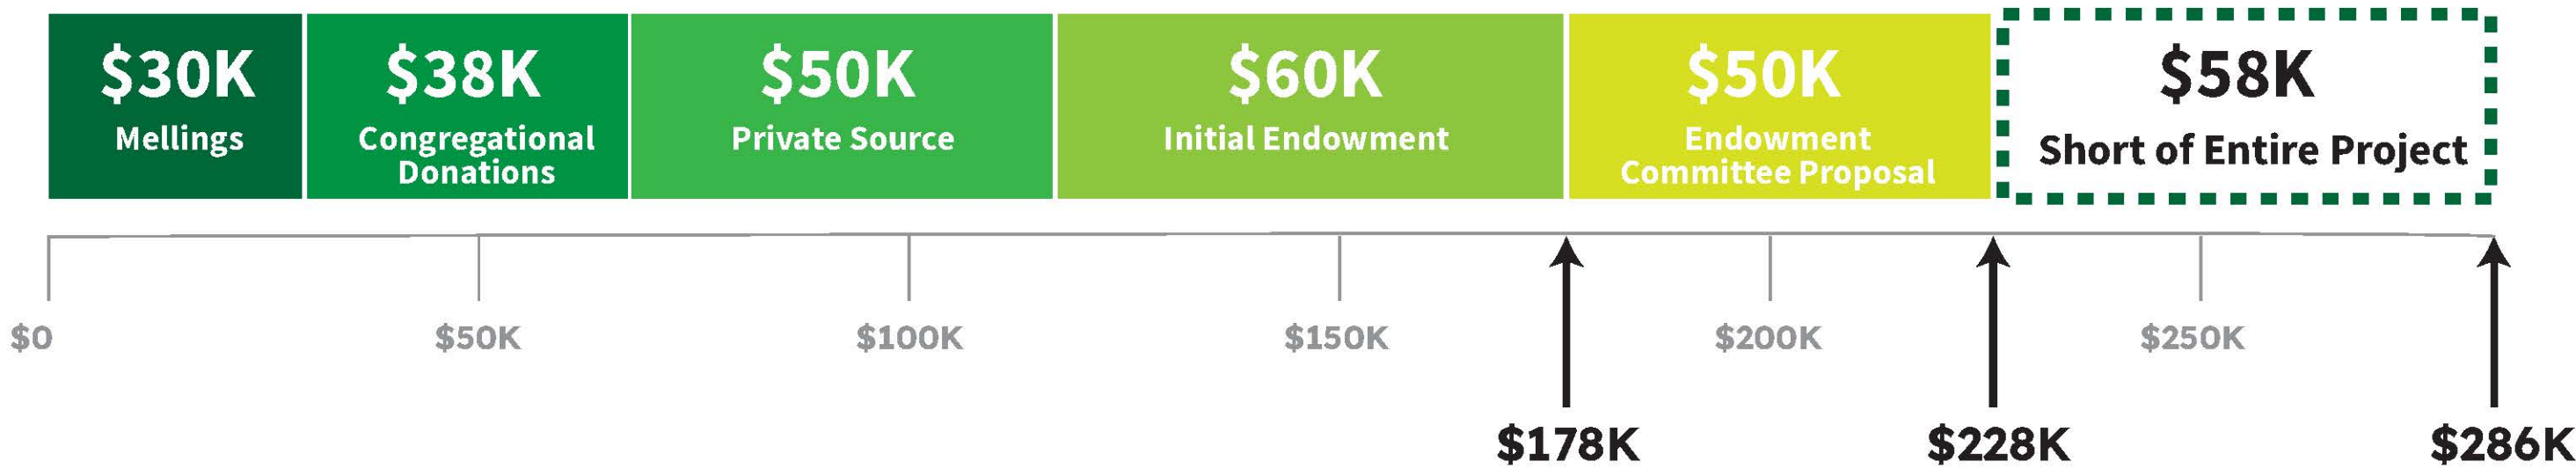 $30K
Mellings
$38K
Congregational
Donations
$50K
Private Source
$60K
Initial Endowment
$50K
Endowment
Committee Proposal
$58K
Short of Entire Project
$0
$50K
$100K
$150K
$200K
$250K
$178K
$228K
$286K